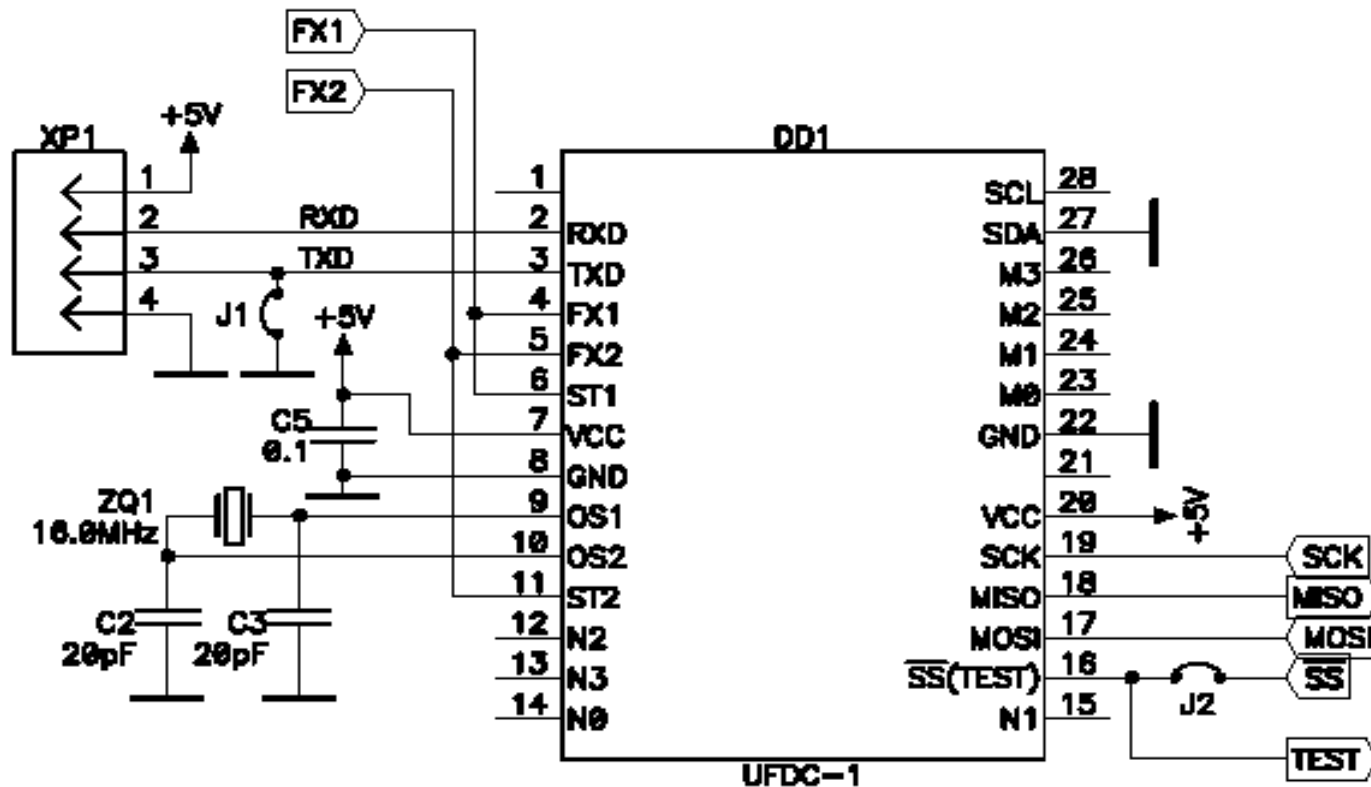 FX1
FX2
+5V
XP1
DD1
1
2
3
4
RXD
TXD
J1
+5V
C5
0.1
ZQ1
16.0MHz
C2
20pF
C3
20pF
1
2 RXD
3 TXD
4 FX1
5 FX2
6 ST1
7 VCC
8 GND
9 OS1
10 OS2
11 ST2
12 N2
13 N3
14 N0
SCL 28
SDA 27
M3 26
M2 25
M1 24
M0 23
GND 22
21
VCC 20
+5V
SCK 19 SCK
MISO 18 MISO
MOSI 17 MOSI
SS(TEST) 16
J2
SS
N1 15
TEST
UFDC-1